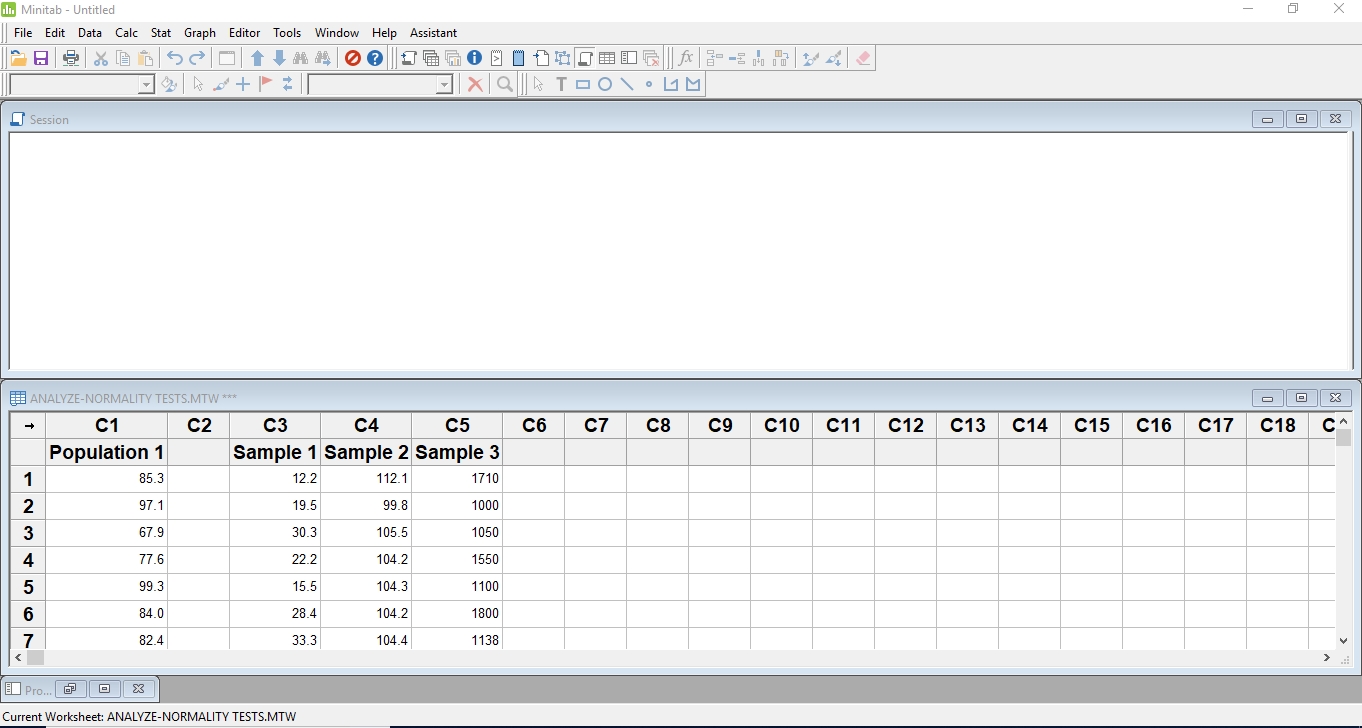 Minitab - Untitled
File Edit Data Calc Stat Graph Editor Tools Window Help Assistant
Session
ANALYZE-NORMALITY TESTS.MTW ***
C1 C2 C3 C4 C5 C6 C7 C8 C9 C10 C11 C12 C13 C14 C15 C16 C17 C18 C
Population 1 Sample 1 Sample 2 Sample 3
1 85.3 12.2 112.1 1710
2 97.1 19.5 99.8 1000
3 67.9 30.3 105.5 1050
4 77.6 22.2 104.2 1550
5 99.3 15.5 104.3 1100
6 84.0 28.4 104.2 1800
7 82.4 33.3 104.4 1138
Pro...
Current Worksheet: ANALYZE-NORMALITY TESTS.MTW